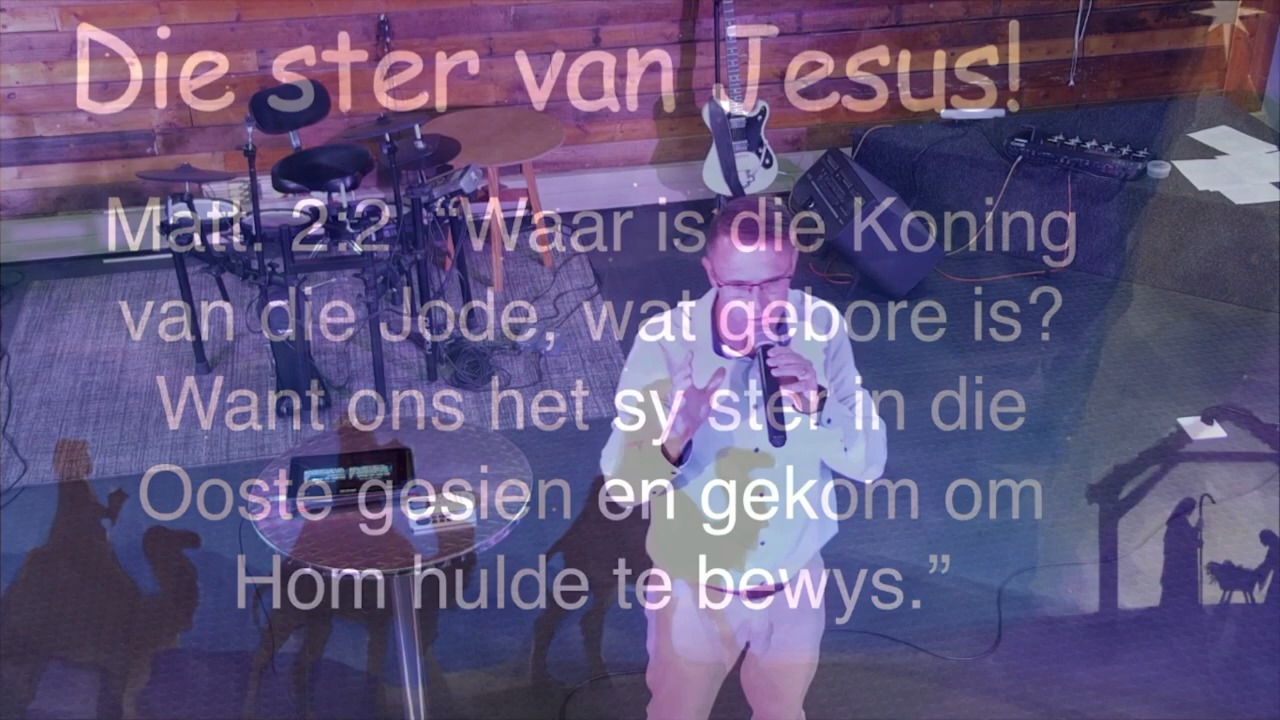 Die ster van Jesus!
Matt. 2:2 “Waar is die Koning
van die Jode, wat gebore is?
Want ons het sy ster in die
Ooste gesien en gekom om
Hom hulde te bewys.”